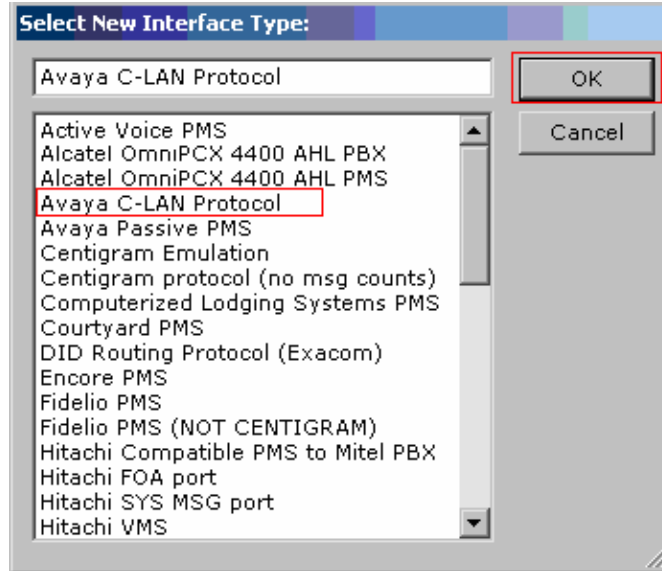 Select New Interface Type:
Avaya C-LAN Protocol
OK
Cancel
Active Voice PMS
Alcatel OmniPCX 4400 AHL PBX
Alcatel OmniPCX 4400 AHL PMS
Avaya C-LAN Protocol
Avaya Passive PMS
Centigram Emulation
Centigram protocol (no msg counts)
Computerized Lodging Systems PMS
Courtyard PMS
DID Routing Protocol (Exacom)
Encore PMS
Fidelio PMS
Fidelio PMS (NOT CENTIGRAM)
Hitachi Compatible PMS to Mitel PBX
Hitachi FOA port
Hitachi SYS MSG port
Hitachi VMS